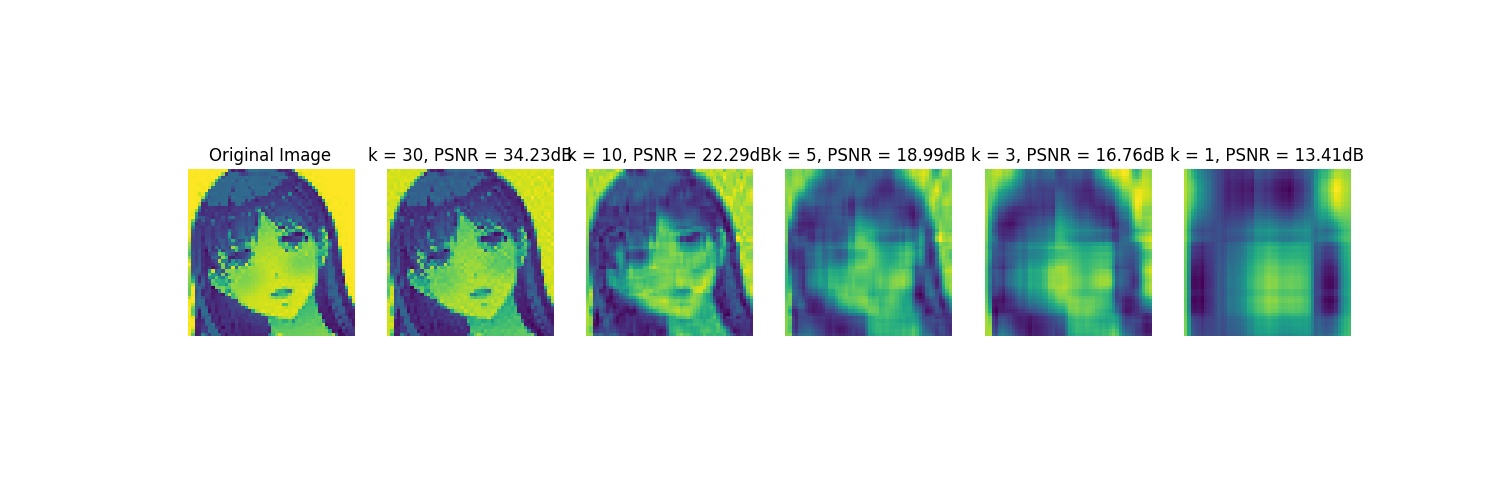 Original Image
k = 30, PSNR = 34.23dB
k = 10, PSNR = 22.29dB
k = 5, PSNR = 18.99dB
k = 3, PSNR = 16.76dB
k = 1, PSNR = 13.41dB